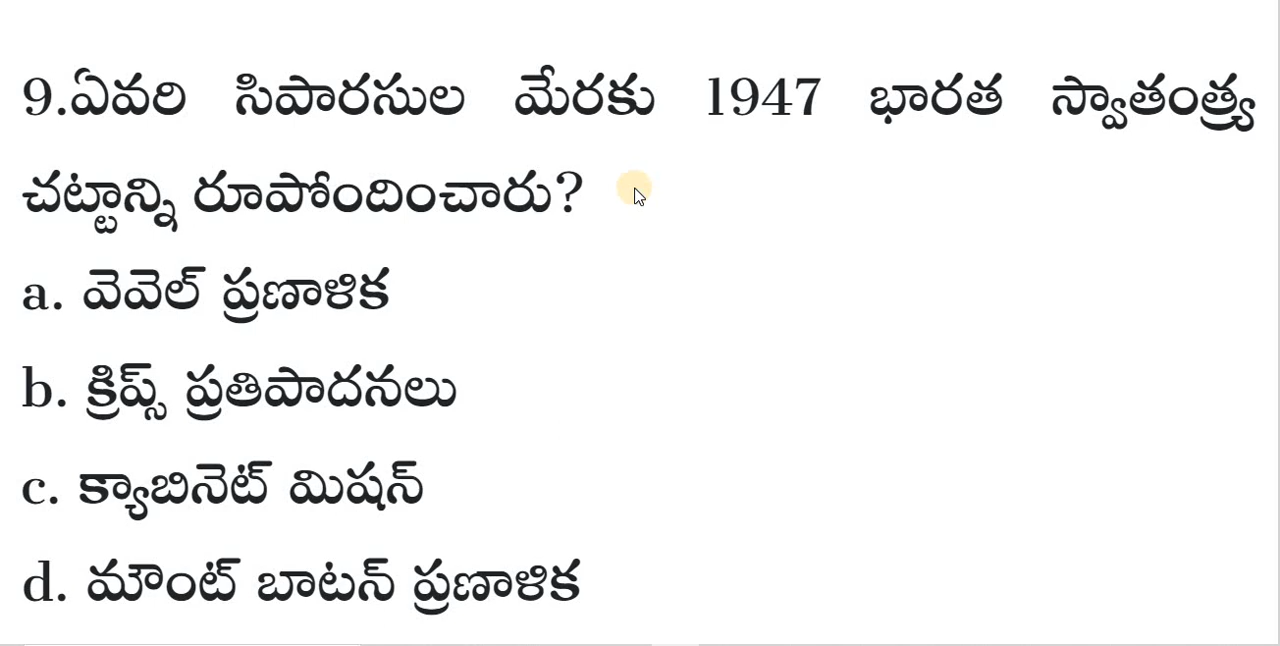 9.ఏవరి సిపారసుల మేరకు 1947 భారత స్వాతంత్ర్య
చట్టాన్ని రూపోందించారు?
a. వెవెల్ ప్రణాళిక
b. క్రిప్స్ ప్రతిపాదనలు
c. క్యాబినెట్ మిషన్
d. మౌంట్ బాటన్ ప్రణాళిక